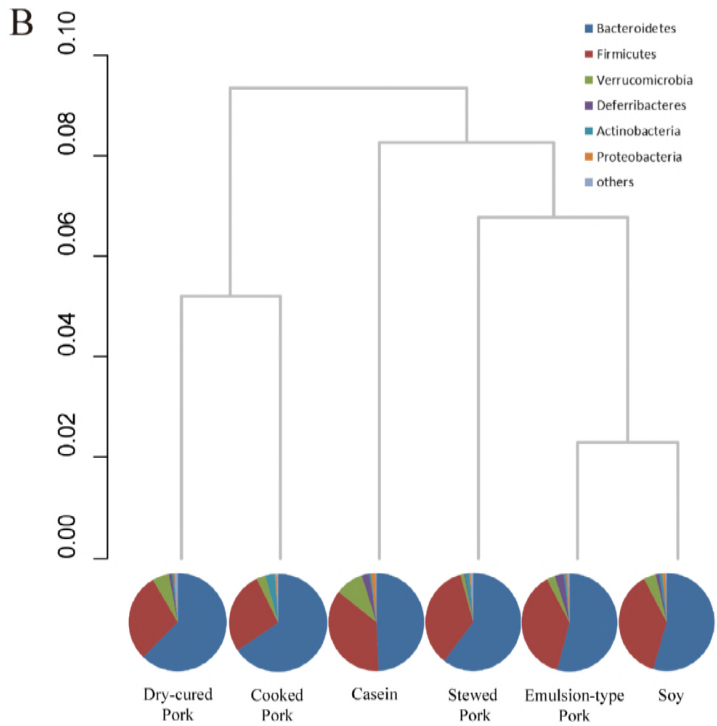 B
0.10
0.08
0.06
0.04
0.02
0.00
Bacteroidetes
Firmicutes
Verrucomicrobia
Deferribacteres
Actinobacteria
Proteobacteria
others
Dry-cured
Pork
Cooked
Pork
Casein
Stewed
Pork
Emulsion-type
Pork
Soy